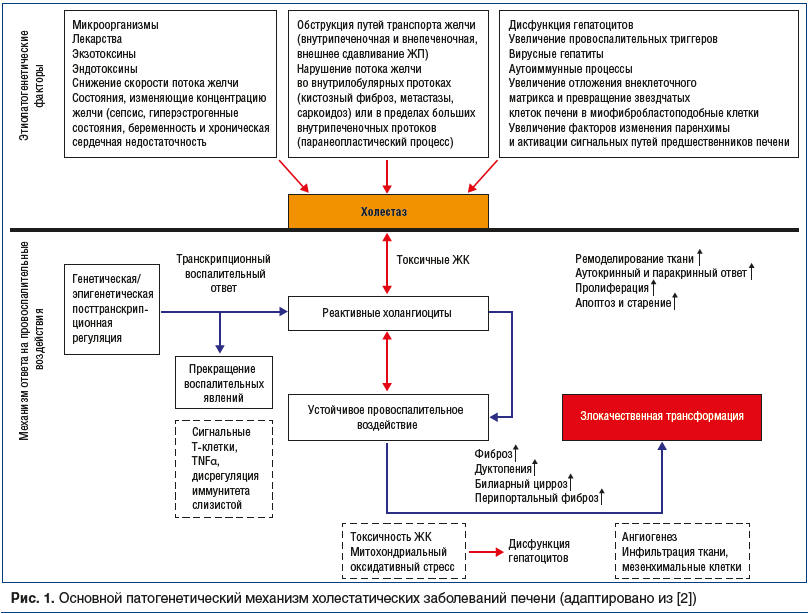 Этиопатогенетические
факторы
Микроорганизмы
Лекарства
Экзотоксины
Эндотоксины
Снижение скорости потока желчи
Состояния, изменяющие концентрацию
желчи (сепсис, гиперэстрогенные
состояния, беременность и хроническая
сердечная недостаточность
Обструкция путей транспорта желчи
(внутрипеченочная и внепеченочная,
внешнее сдавливание ЖП)
Нарушение потока желчи
во внутрилобулярных протоках
(кистозный фиброз, метастазы,
саркоидоз) или в пределах больших
внутрипеченочных протоков
(паранеопластический процесс)
Дисфункция гепатоцитов
Увеличение провоспалительных триггеров
Вирусные гепатиты
Аутоиммунные процессы
Увеличение отложения внеклеточного
матрикса и превращение звездчатых
клеток печени в миофибробластоподобные клетки
Увеличение факторов изменения паренхимы
и активации сигнальных путей предшественников печени
Холестаз
Механизм ответа на провоспалительные
воздействия
Генетическая/
эпигенетическая
посттранскрип-
ционная
регуляция
Транскрипционный
воспалительный
ответ
Токсичные ЖК
Реактивные холангиоциты
Ремоделирование ткани↑
Аутокринный и паракринный ответ↑
Пролиферация↑
Апоптоз и старение↑
Прекращение
воспалительных
явлений
Сигнальные
Т-клетки,
TNFα,
дисрегуляция
иммунитета
слизистой
Устойчивое провоспалительное
воздействие
Злокачественная трансформация
Фиброз↑
Дуктопения↑
Билиарный цирроз↑
Перипортальный фиброз↑
Токсичность ЖК
Митохондриальный
оксидативный стресс
Дисфункция
гепатоцитов
Ангиогенез
Инфильтрация ткани,
мезенхимальные клетки
Рис. 1. Основной патогенетический механизм холестатических заболеваний печени (адаптировано из [2])